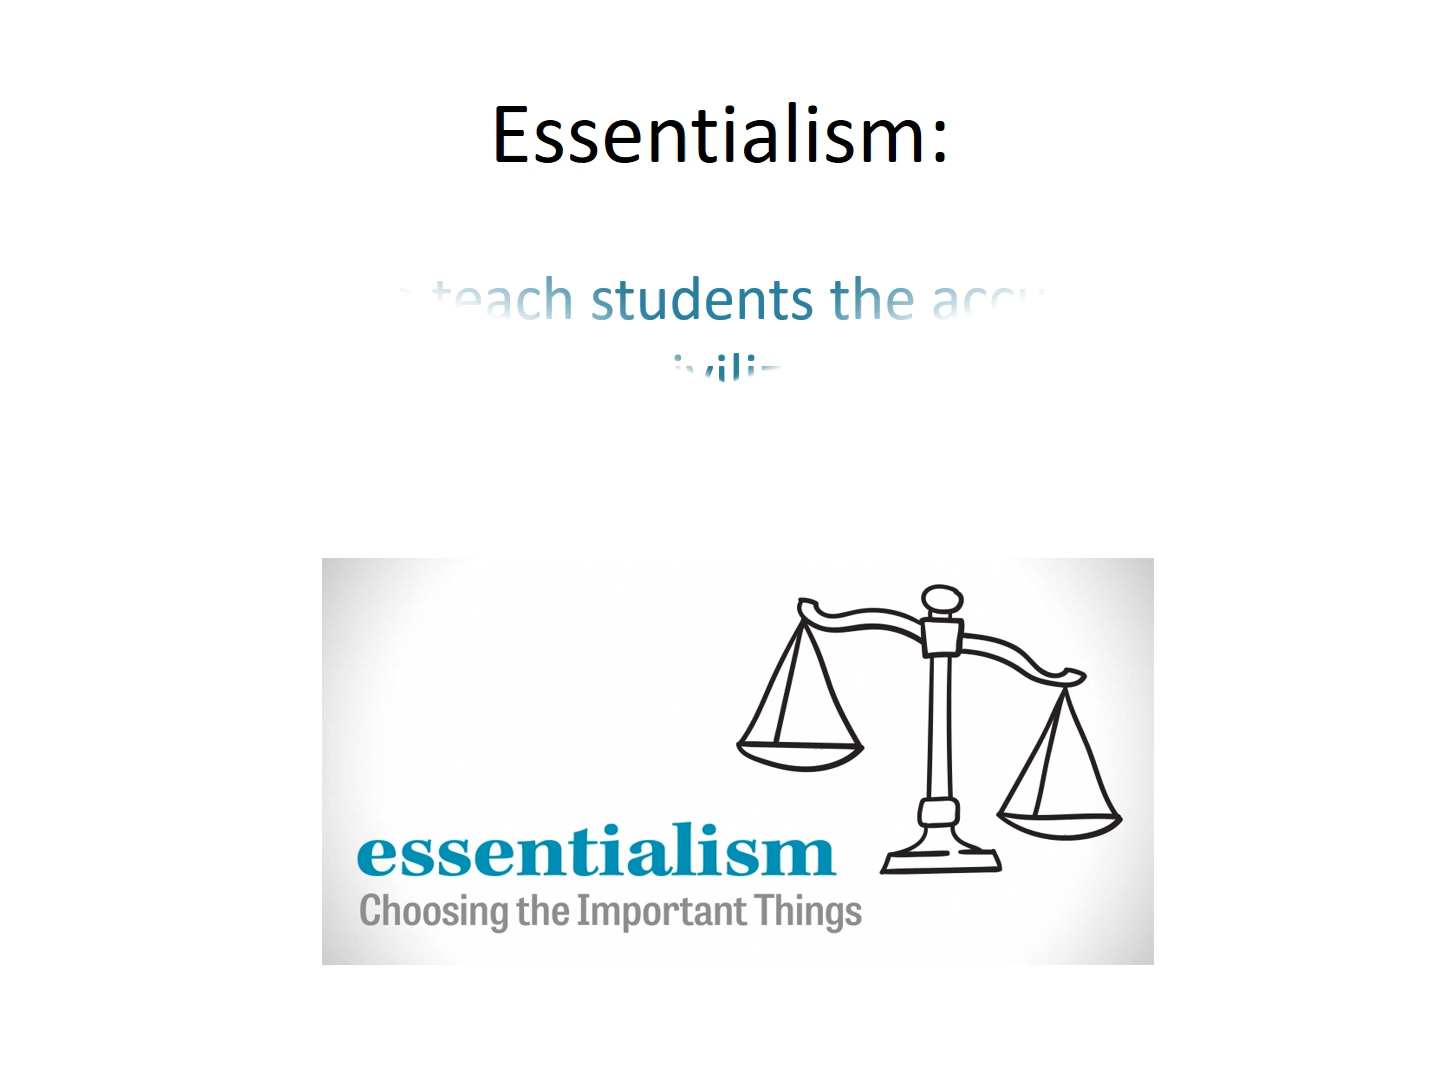 Essentialism:
teach students the
essentialism
Choosing the Important Things